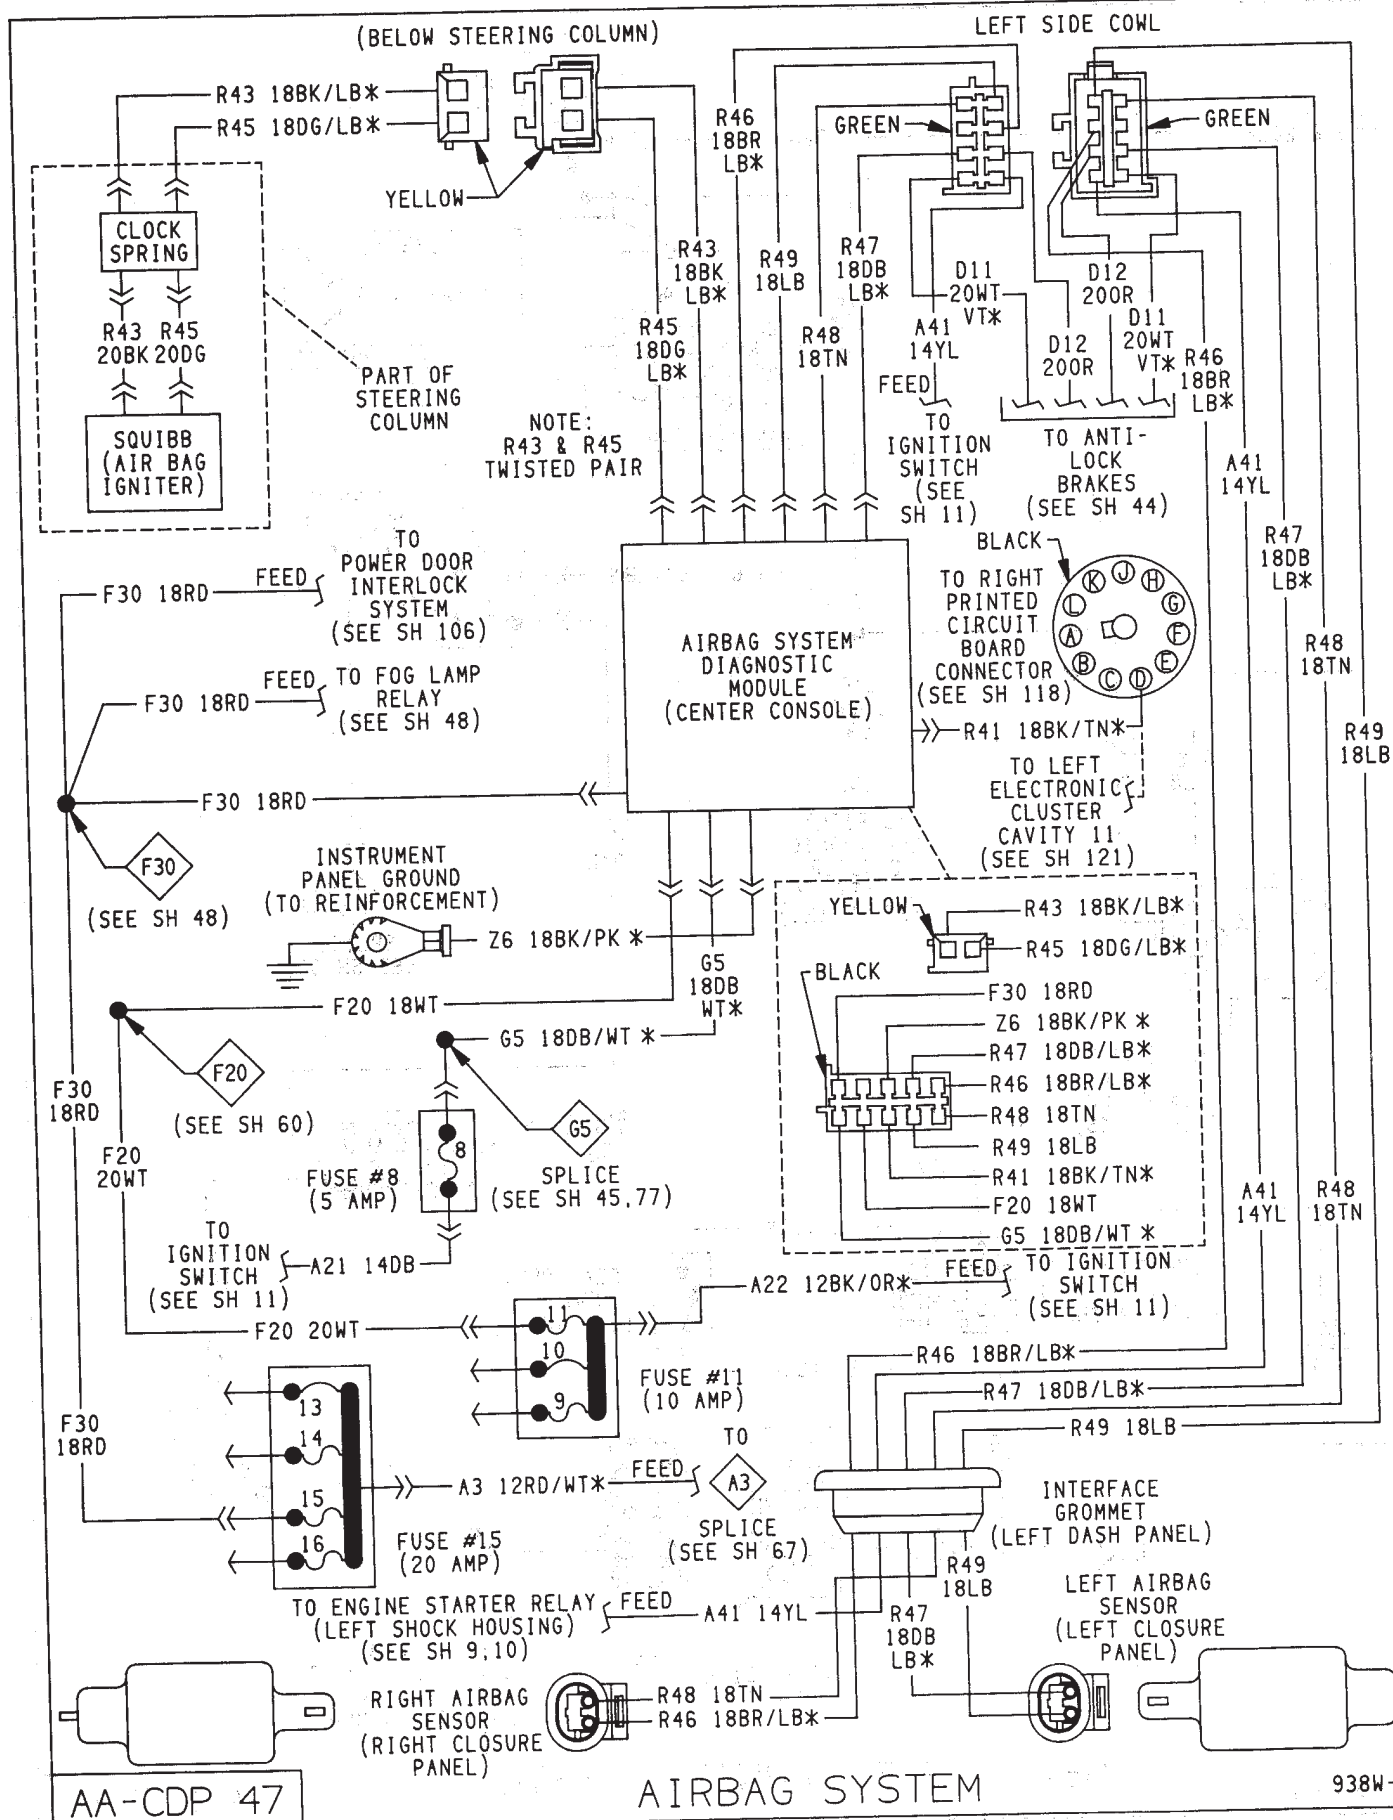 (BELOW STEERING COLUMN)
LEFT SIDE COWL
R43 18BK/LB*
R45 18DG/LB*
YELLOW
GREEN
GREEN
CLOCK
SPRING
R43
20BK
R45
20DG
SQUIBB
(AIR BAG
IGNITER)
PART OF
STEERING
COLUMN
NOTE:
R43 & R45
TWISTED PAIR
R45
18DG
LB*
R43
18BK
LB*
R46
18BR
LB*
R49
18LB
R48
18TN
R47
18DB
LB*
A41
14YL
FEED
TO
IGNITION
SWITCH
(SEE
SH 11)
D11
20WT
VT*
D12
20OR
D12
20OR
D11
20WT
VT*
TO ANTI-
LOCK
BRAKES
(SEE SH 44)
R46
18BR
LB*
A41
14YL
R47
18DB
LB*
R48
18TN
R49
18LB
TO
POWER DOOR
INTERLOCK
SYSTEM
(SEE SH 106)
F30 18RD
FEED
F30 18RD
FEED
TO FOG LAMP
RELAY
(SEE SH 48)
F30 18RD
F30
(SEE SH 48)
AIRBAG SYSTEM
DIAGNOSTIC
MODULE
(CENTER CONSOLE)
BLACK
TO RIGHT
PRINTED
CIRCUIT
BOARD
CONNECTOR
(SEE SH 118)
J
H
G
F
E
D
C
B
A
L
K
R41 18BK/TN*
TO LEFT
ELECTRONIC
CLUSTER
CAVITY 11
(SEE SH 121)
INSTRUMENT
PANEL GROUND
(TO REINFORCEMENT)
Z6 18BK/PK *
G5
18DB
WT*
F20 18WT
G5 18DB/WT *
F20
(SEE SH 60)
F30
18RD
F20
20WT
FUSE #8
(5 AMP)
8
G5
SPLICE
(SEE SH 45,77)
TO
IGNITION
SWITCH
(SEE SH 11)
A21 14DB
YELLOW
R43 18BK/LB*
R45 18DG/LB*
BLACK
F30 18RD
Z6 18BK/PK *
R47 18DB/LB*
R46 18BR/LB*
R48 18TN
R49 18LB
R41 18BK/TN*
F20 18WT
G5 18DB/WT *
A41
14YL
R48
18TN
A22 12BK/OR*
FEED
TO IGNITION
SWITCH
(SEE SH 11)
F20 20WT
11
10
9
FUSE #11
(10 AMP)
R46 18BR/LB*
R47 18DB/LB*
R49 18LB
F30
18RD
13
14
15
16
FUSE #15
(20 AMP)
A3 12RD/WT*
FEED
TO
A3
SPLICE
(SEE SH 67)
INTERFACE
GROMMET
(LEFT DASH PANEL)
TO ENGINE STARTER RELAY
(LEFT SHOCK HOUSING)
(SEE SH 9,10)
FEED
A41 14YL
R47
18DB
LB*
R49
18LB
LEFT AIRBAG
SENSOR
(LEFT CLOSURE
PANEL)
RIGHT AIRBAG
SENSOR
(RIGHT CLOSURE
PANEL)
R48 18TN
R46 18BR/LB*
AA-CDP 47
AIRBAG SYSTEM
938W-